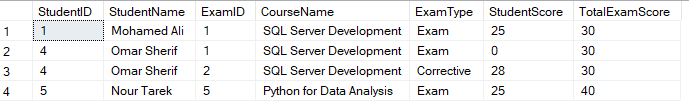 StudentID StudentName ExamID CourseName ExamType StudentScore TotalExamScore
1 1 Mohamed Ali 1 SQL Server Development Exam 25 30
2 4 Omar Sherif 1 SQL Server Development Exam 0 30
3 4 Omar Sherif 2 SQL Server Development Corrective 28 30
4 5 Nour Tarek 5 Python for Data Analysis Exam 25 40